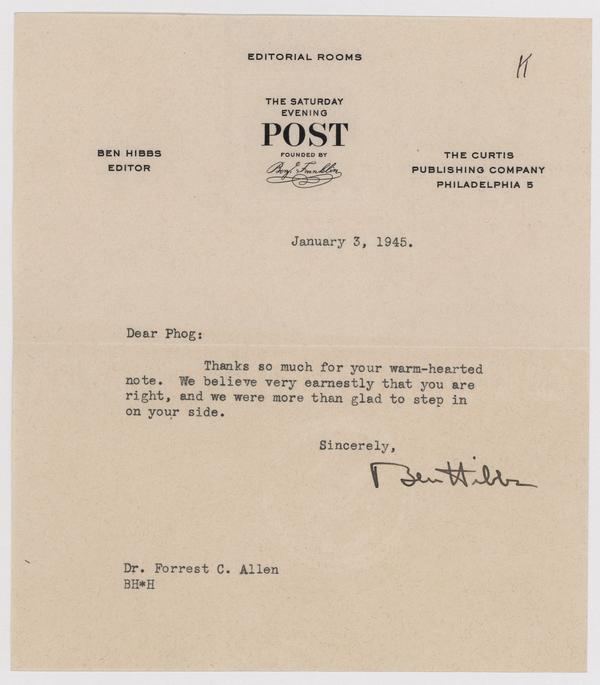 EDITORIAL ROOMS
K
THE SATURDAY
EVENING
POST
FOUNDED BY
Benj. Franklin
BEN HIBBS
EDITOR
THE CURTIS
PUBLISHING COMPANY
PHILADELPHIA 5
January 3, 1945.
Dear Phog:
Thanks so much for your warm-hearted
note. We believe very earnestly that you are
right, and we were more than glad to step in
on your side.
Sincerely,
Ben Hibbs
Dr. Forrest C. Allen
BH*H